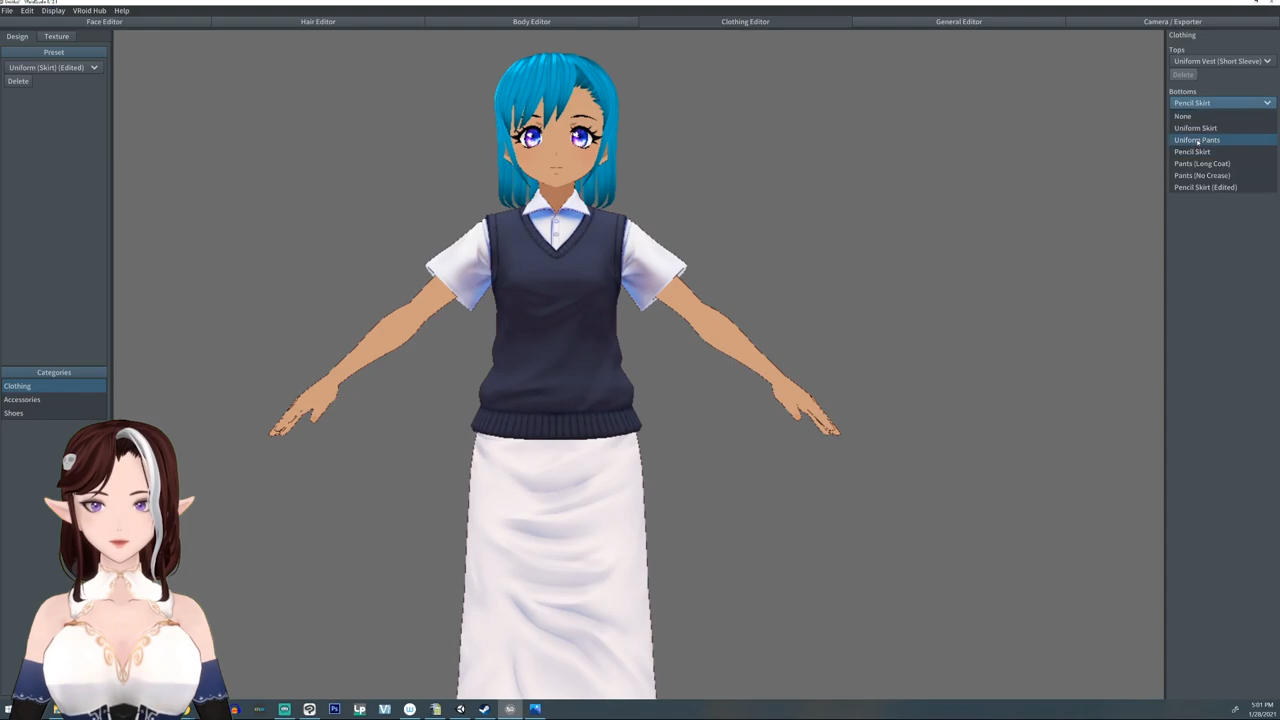 File Edit Display VRoid Hub Help
Face Editor Hair Editor Body Editor Clothing Editor General Editor Camera / Exporter
Design Texture
Preset
Uniform (Skirt) (Edited)
Delete
Categories
Clothing
Accessories
Shoes
Clothing
Tops
Uniform Vest (Short Sleeve)
Delete
Bottoms
Pencil Skirt
None
Uniform Skirt
Uniform Pants
Pencil Skirt
Pants (Long Coat)
Pants (No Crease)
Pencil Skirt (Edited)
5:01 PM
1/28/2021